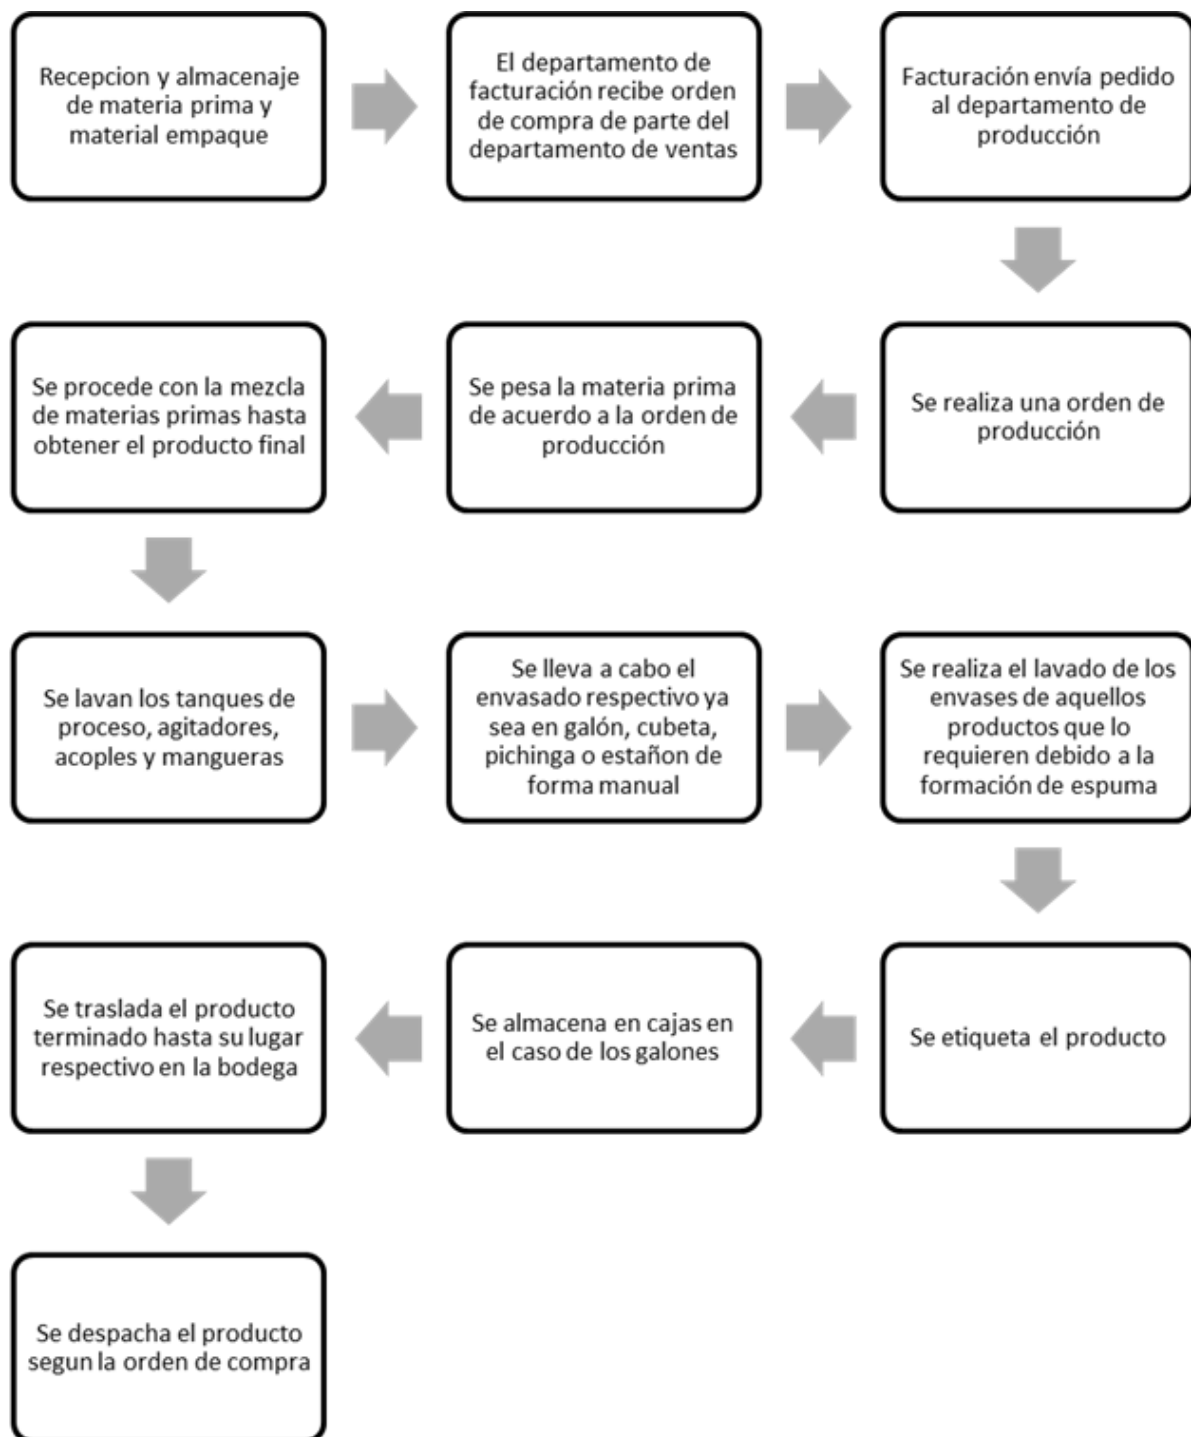 Recepcion y almacenaje
de materia prima y
material empaque
El departamento de
facturación recibe orden
de compra de parte del
departamento de ventas
Facturación envía pedido
al departamento de
producción
Se realiza una orden de
producción
Se pesa la materia prima
de acuerdo a la orden de
producción
Se procede con la mezcla
de materias primas hasta
obtener el producto final
Se lavan los tanques de
proceso, agitadores,
acoples y mangueras
Se lleva a cabo el
envasado respectivo ya
sea en galón, cubeta,
pichinga o estañon de
forma manual
Se realiza el lavado de los
envases de aquellos
productos que lo
requieren debido a la
formación de espuma
Se etiqueta el producto
Se almacena en cajas en
el caso de los galones
Se traslada el producto
terminado hasta su lugar
respectivo en la bodega
Se despacha el producto
segun la orden de compra